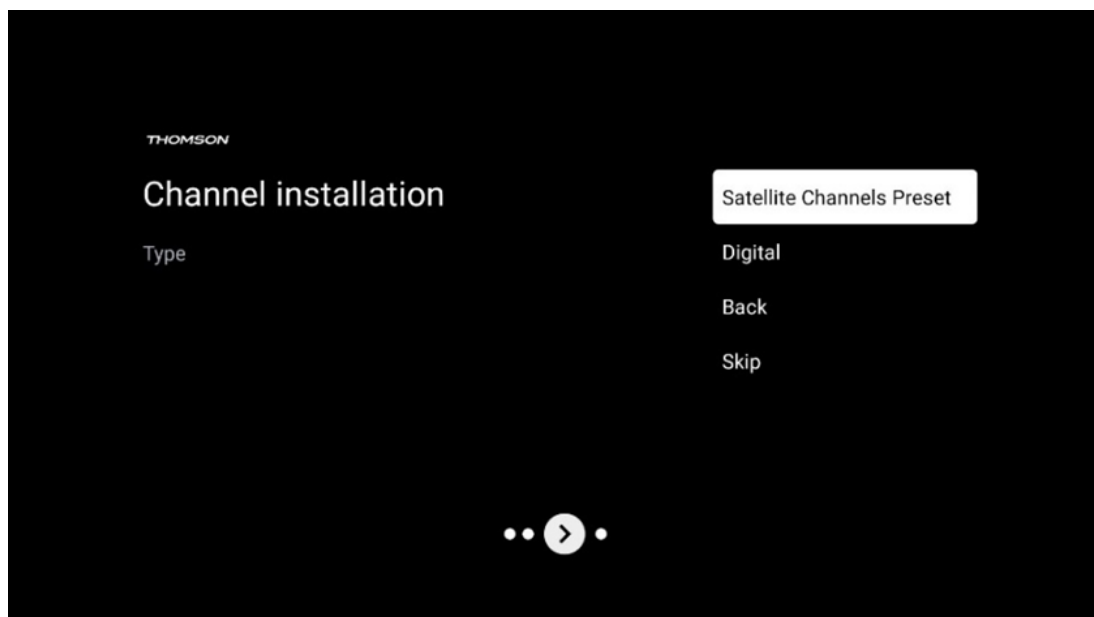 THOMSON
Channel installation
Type
Satellite Channels Preset
Digital
Back
Skip